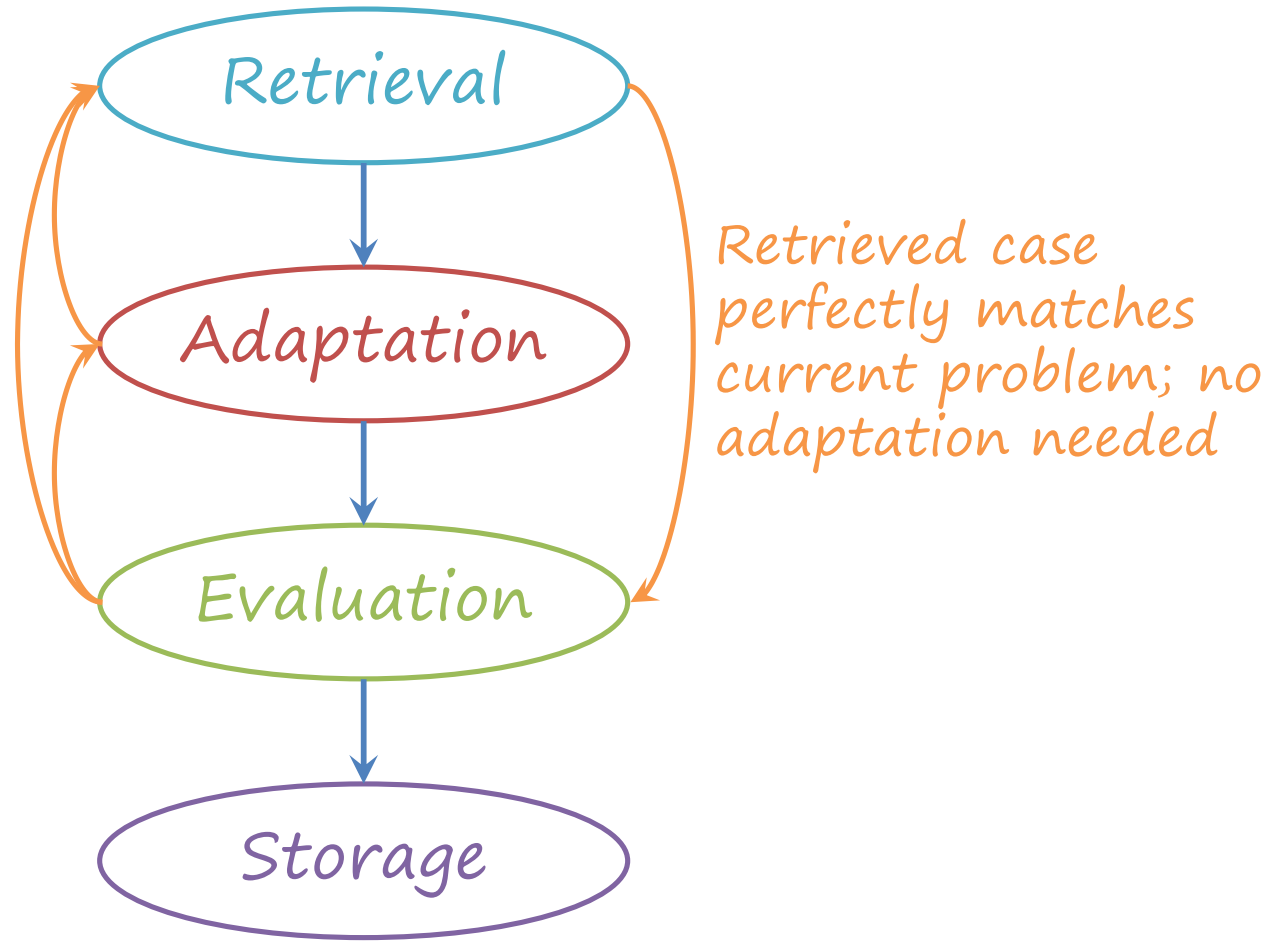 Retrieval
Adaptation
Evaluation
Storage
Retrieved case
perfectly matches
current problem; no
adaptation needed